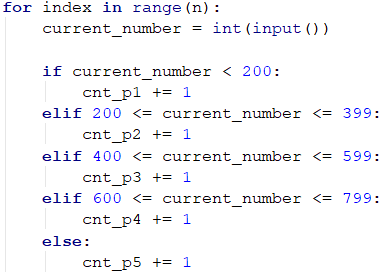 for index in range(n):
    current_number = int(input())

    if current_number < 200:
        cnt_p1 += 1
    elif 200 <= current_number <= 399:
        cnt_p2 += 1
    elif 400 <= current_number <= 599:
        cnt_p3 += 1
    elif 600 <= current_number <= 799:
        cnt_p4 += 1
    else:
        cnt_p5 += 1